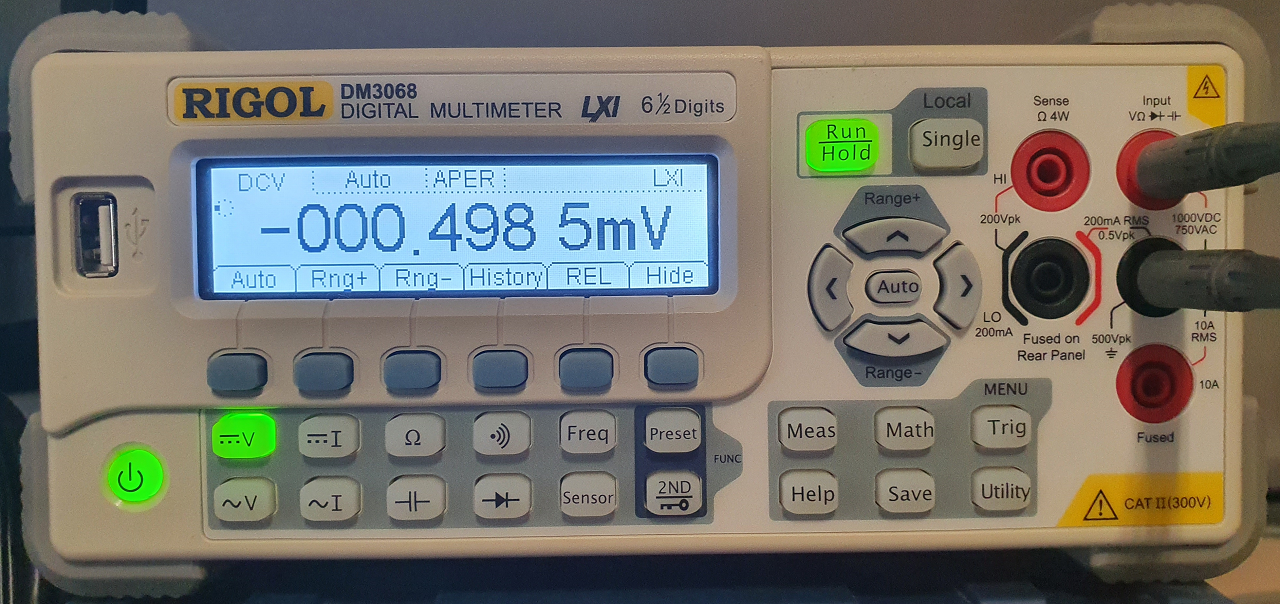 RIGOL DM3068
DIGITAL MULTIMETER LXI 6½Digits
DCV Auto APER LXI
-000.498 5mV
Auto Rng+ Rng- History REL Hide
⎓V ⎓I Ω Freq Preset
FUNC
~V ~I Sensor 2ND
Local
Run
Hold
Single
Range+
Auto
Range-
Sense
Ω 4W
Input
VΩ
HI
200Vpk
200mA RMS
0.5Vpk
1000VDC
750VAC
LO
200mA
Fused on
Rear Panel
500Vpk
10A
RMS
10A
Fused
MENU
Meas Math Trig
Help Save Utility
CAT II(300V)